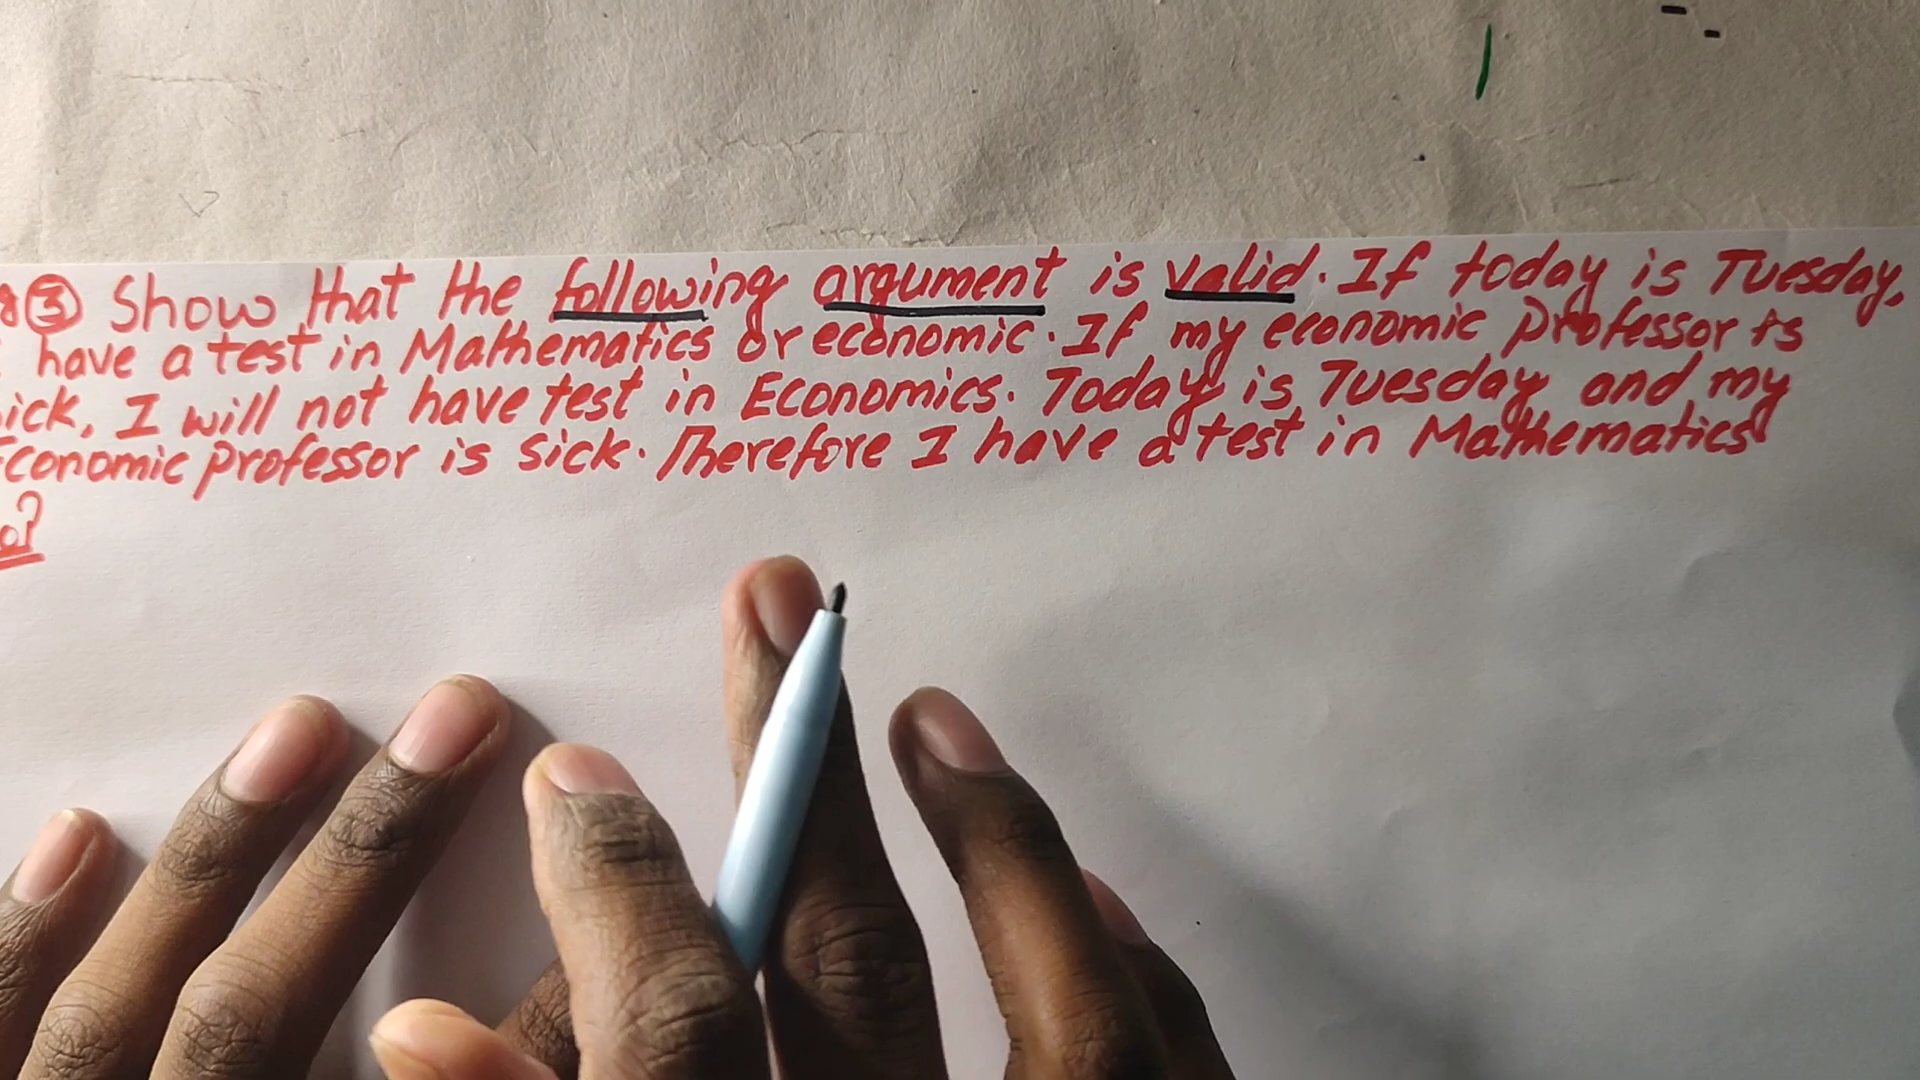 ③ Show that the following argument is valid. If today is Tuesday,
have a test in Mathematics or economic. If my economic professor is
ick, I will not have test in Economics. Today is Tuesday and my
Economic professor is sick. Therefore I have a test in Mathematics